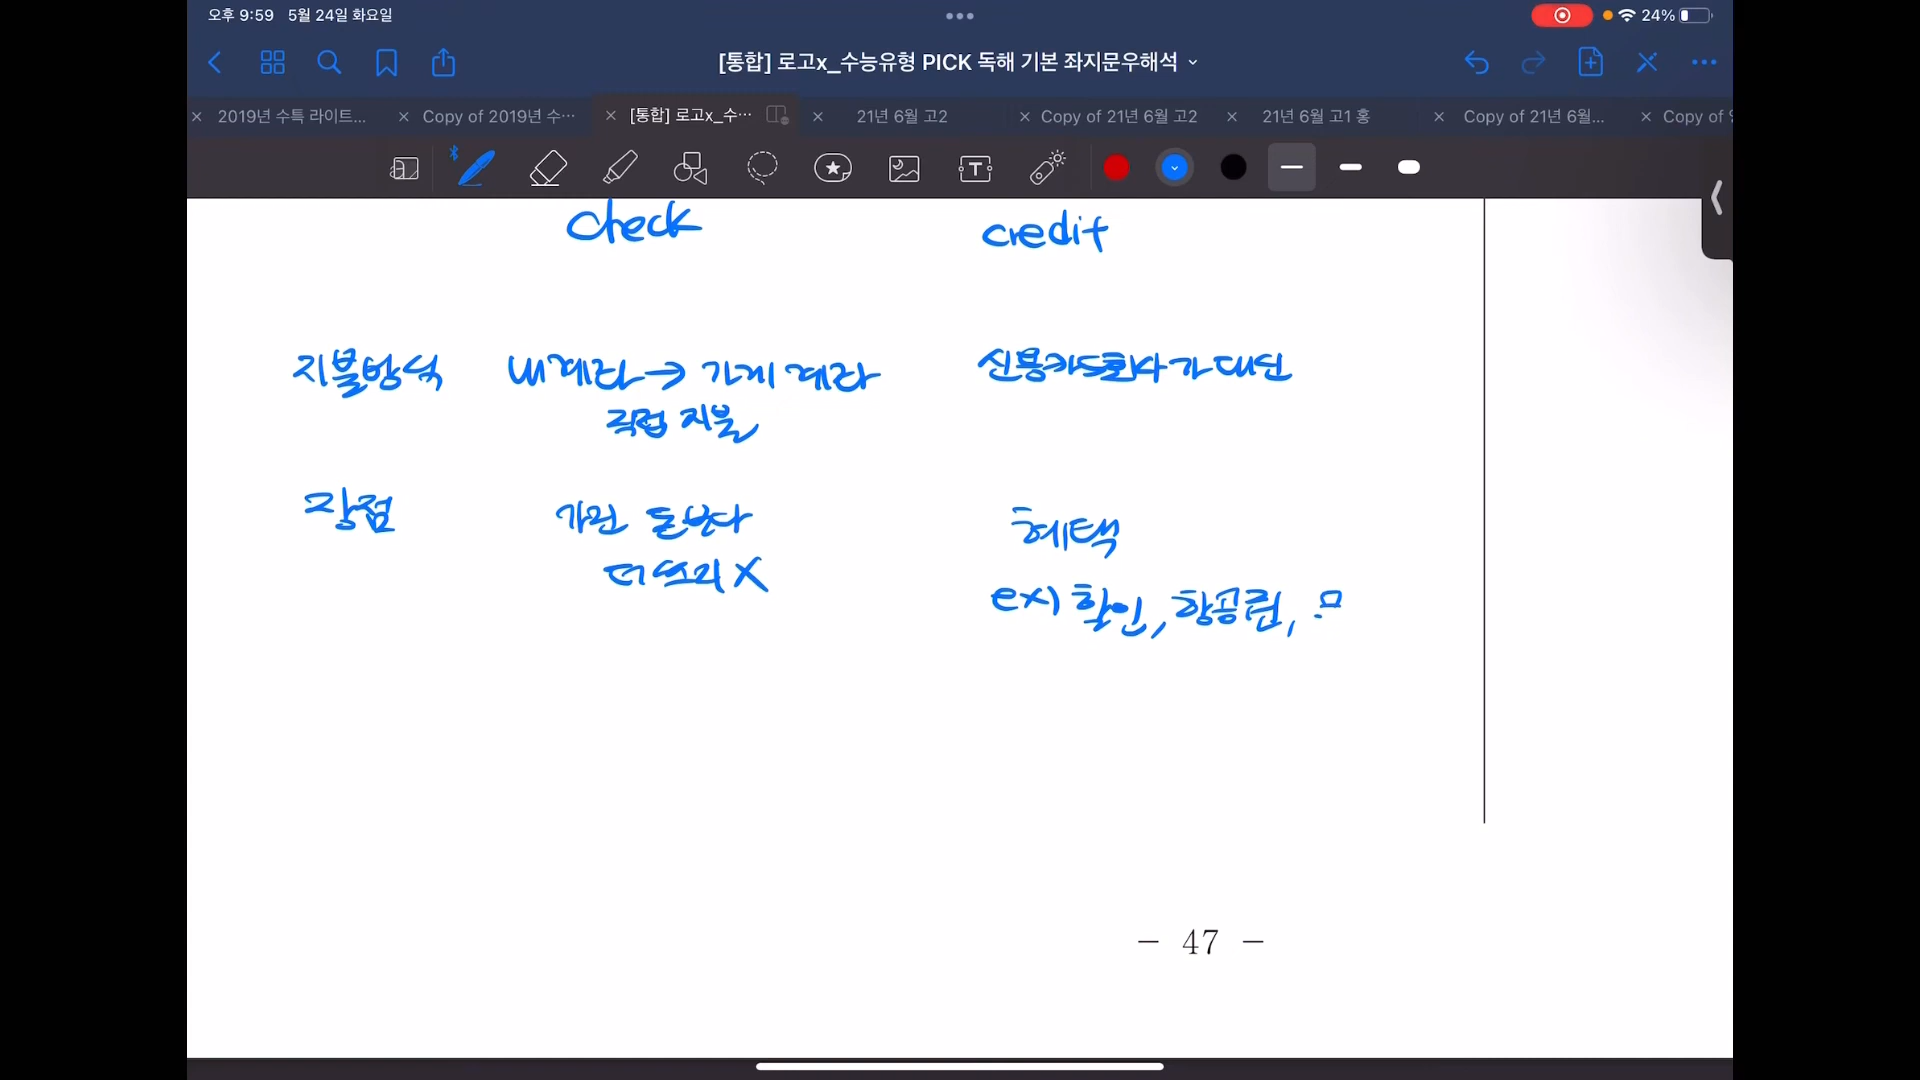 오후 9:59 5월 24일 화요일
24%
[통합] 로고x_수능유형 PICK 독해 기본 좌지문우해석
2019년 수특 라이트...
Copy of 2019년 수...
[통합] 로고x_수...
21년 6월 고2
Copy of 21년 6월 고2
21년 6월 고1 홍
Copy of 21년 6월...
Copy of
check credit
지불방식 내 계좌→가게 계좌 신용카드회사가 대신
직접 지불
장점 가진 돈보다 혜택
더 쓰지 X
ex) 할인, 항공권,
- 47 -